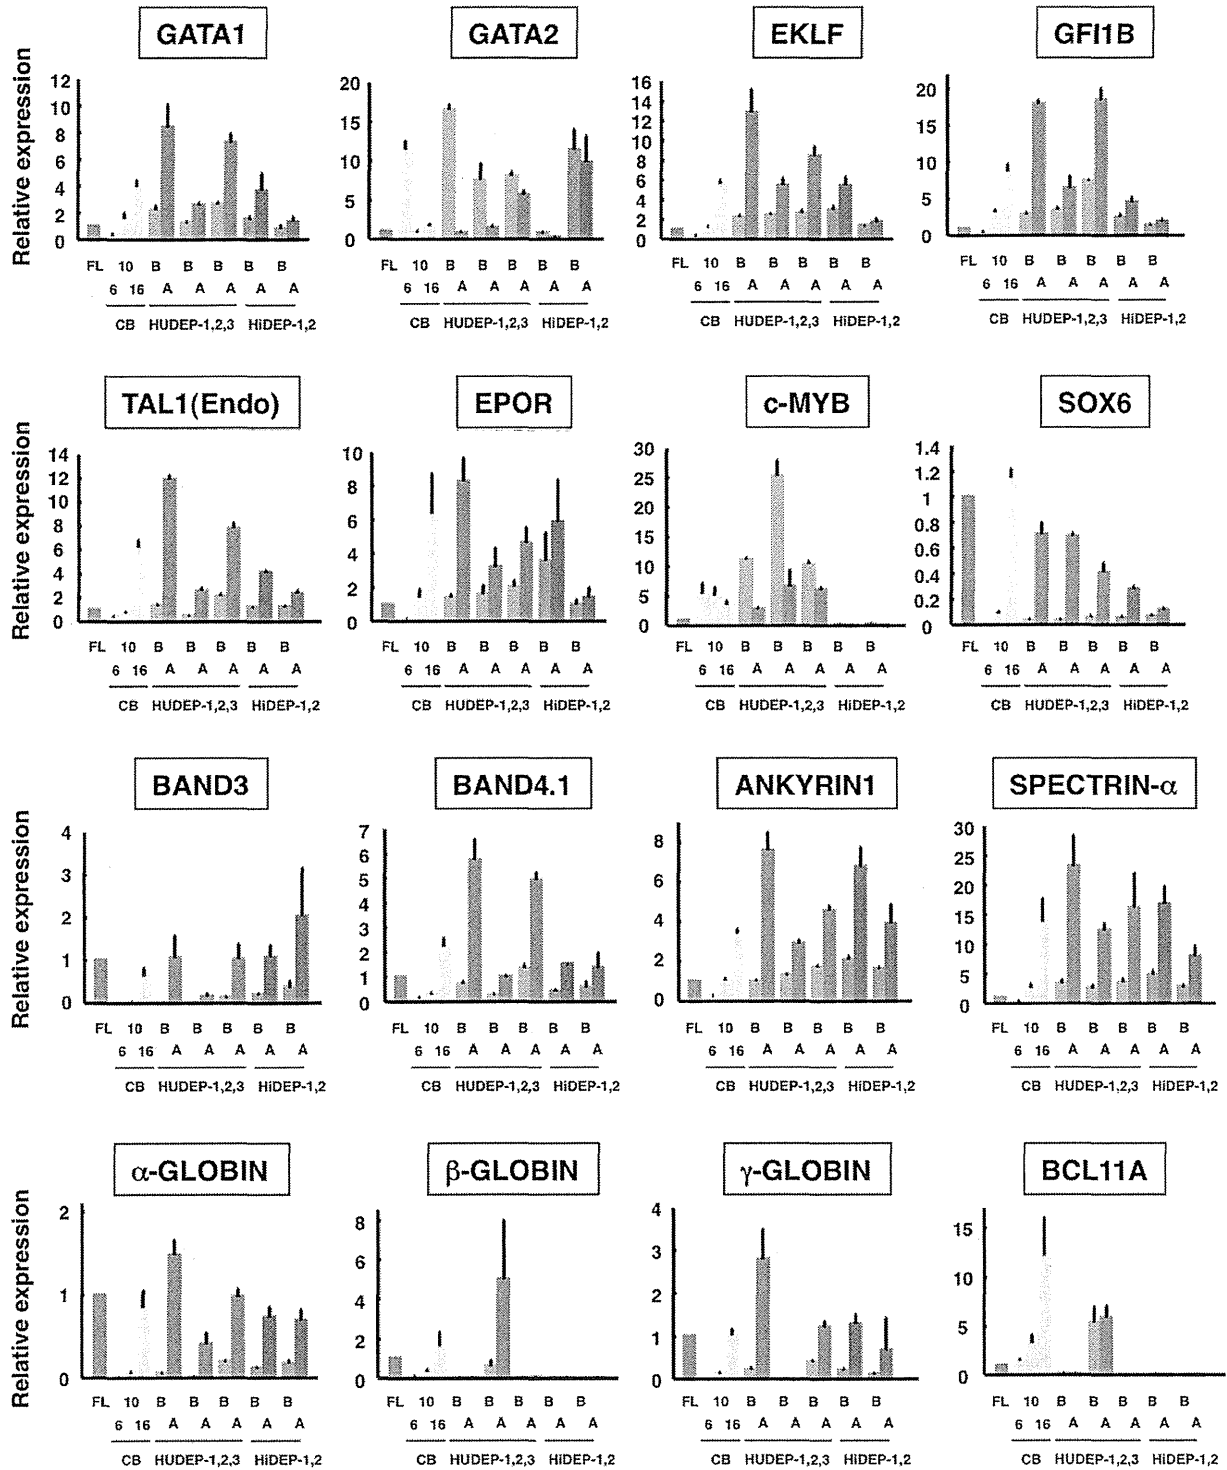 GATA1 GATA2 EKLF GFI1B
Relative expression
12 10 8 6 4 2 0
20 15 10 5 0
16 14 12 10 8 6 4 2 0
20 15 10 5 0
FL 10 B B B B B
6 16 A A A A A
CB HUDEP-1,2,3 HiDEP-1,2
FL 10 B B B B B
6 16 A A A A A
CB HUDEP-1,2,3 HiDEP-1,2
FL 10 B B B B B
6 16 A A A A A
CB HUDEP-1,2,3 HiDEP-1,2
FL 10 B B B B B
6 16 A A A A A
CB HUDEP-1,2,3 HiDEP-1,2
TAL1(Endo) EPOR c-MYB SOX6
Relative expression
14 12 10 8 6 4 2 0
10 8 6 4 2 0
30 25 20 15 10 5 0
1.4 1.2 1 0.8 0.6 0.4 0.2 0
FL 10 B B B B B
6 16 A A A A A
CB HUDEP-1,2,3 HiDEP-1,2
FL 10 B B B B B
6 16 A A A A A
CB HUDEP-1,2,3 HiDEP-1,2
FL 10 B B B B B
6 16 A A A A A
CB HUDEP-1,2,3 HiDEP-1,2
FL 10 B B B B B
6 16 A A A A A
CB HUDEP-1,2,3 HiDEP-1,2
BAND3 BAND4.1 ANKYRIN1 SPECTRIN-α
Relative expression
4 3 2 1 0
7 6 5 4 3 2 1 0
8 6 4 2 0
30 25 20 15 10 5 0
FL 10 B B B B B
6 16 A A A A A
CB HUDEP-1,2,3 HiDEP-1,2
FL 10 B B B B B
6 16 A A A A A
CB HUDEP-1,2,3 HiDEP-1,2
FL 10 B B B B B
6 16 A A A A A
CB HUDEP-1,2,3 HiDEP-1,2
FL 10 B B B B B
6 16 A A A A A
CB HUDEP-1,2,3 HiDEP-1,2
α-GLOBIN β-GLOBIN γ-GLOBIN BCL11A
Relative expression
2 1 0
8 6 4 2 0
4 3 2 1 0
15 10 5 0
FL 10 B B B B B
6 16 A A A A A
CB HUDEP-1,2,3 HiDEP-1,2
FL 10 B B B B B
6 16 A A A A A
CB HUDEP-1,2,3 HiDEP-1,2
FL 10 B B B B B
6 16 A A A A A
CB HUDEP-1,2,3 HiDEP-1,2
FL 10 B B B B B
6 16 A A A A A
CB HUDEP-1,2,3 HiDEP-1,2